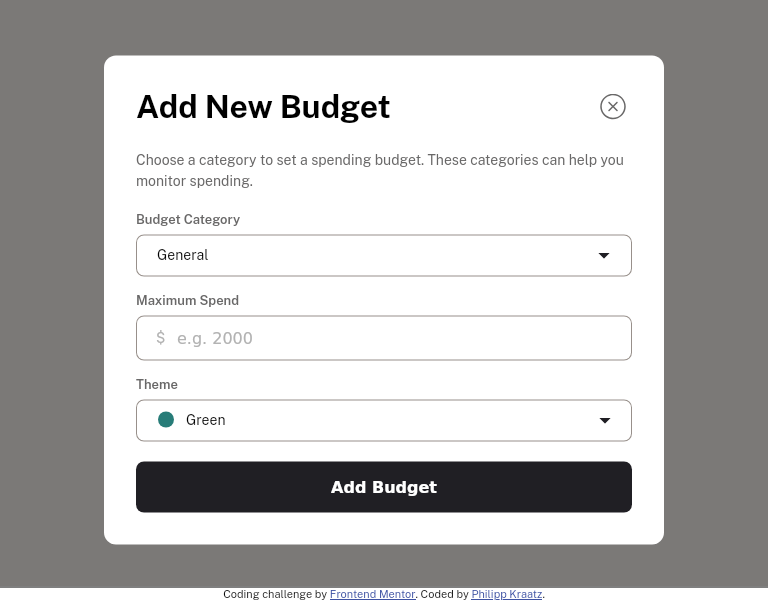 Add New Budget
Choose a category to set a spending budget. These categories can help you
monitor spending.
Budget Category
General
Maximum Spend
$ e.g. 2000
Theme
Green
Add Budget
Coding challenge by Frontend Mentor. Coded by Philipp Kraatz.